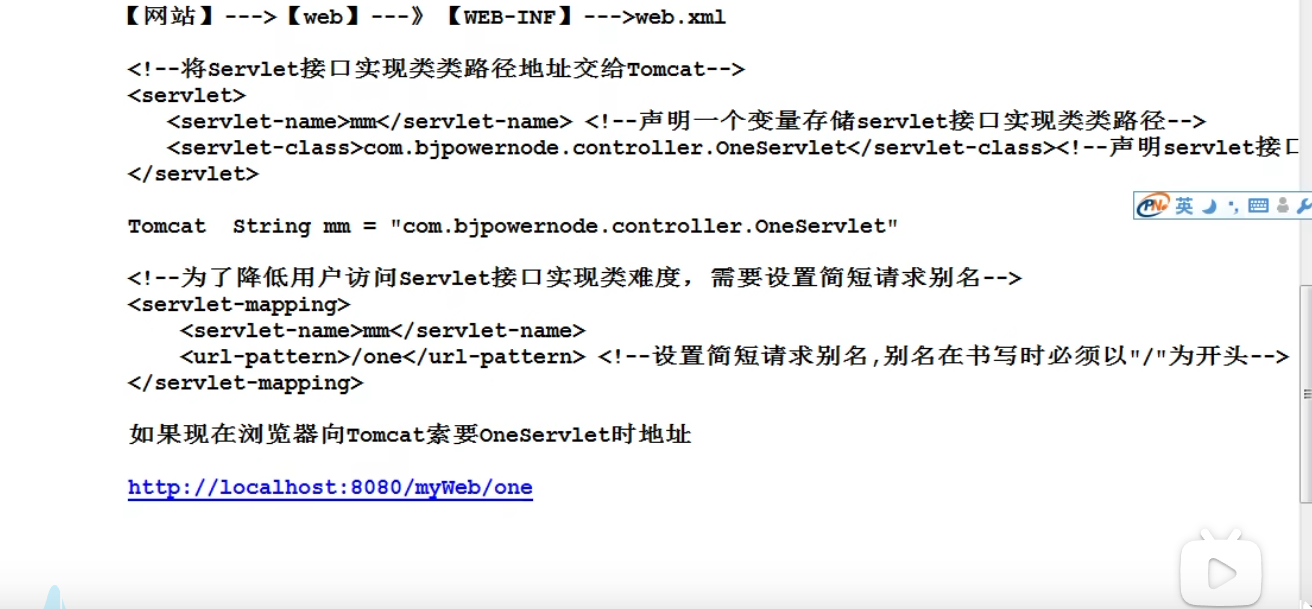 【网站】--->【web】---》【WEB-INF】--->web.xml
<!--将Servlet接口实现类类路径地址交给Tomcat-->
<servlet>
<servlet-name>mm</servlet-name> <!--声明一个变量存储servlet接口实现类类路径-->
<servlet-class>com.bjpowernode.controller.OneServlet</servlet-class><!--声明servlet接口
</servlet>
英
Tomcat  String mm = "com.bjpowernode.controller.OneServlet"
<!--为了降低用户访问Servlet接口实现类难度，需要设置简短请求别名-->
<servlet-mapping>
<servlet-name>mm</servlet-name>
<url-pattern>/one</url-pattern> <!--设置简短请求别名,别名在书写时必须以"/"为开头-->
</servlet-mapping>
如果现在浏览器向Tomcat索要OneServlet时地址
http://localhost:8080/myWeb/one